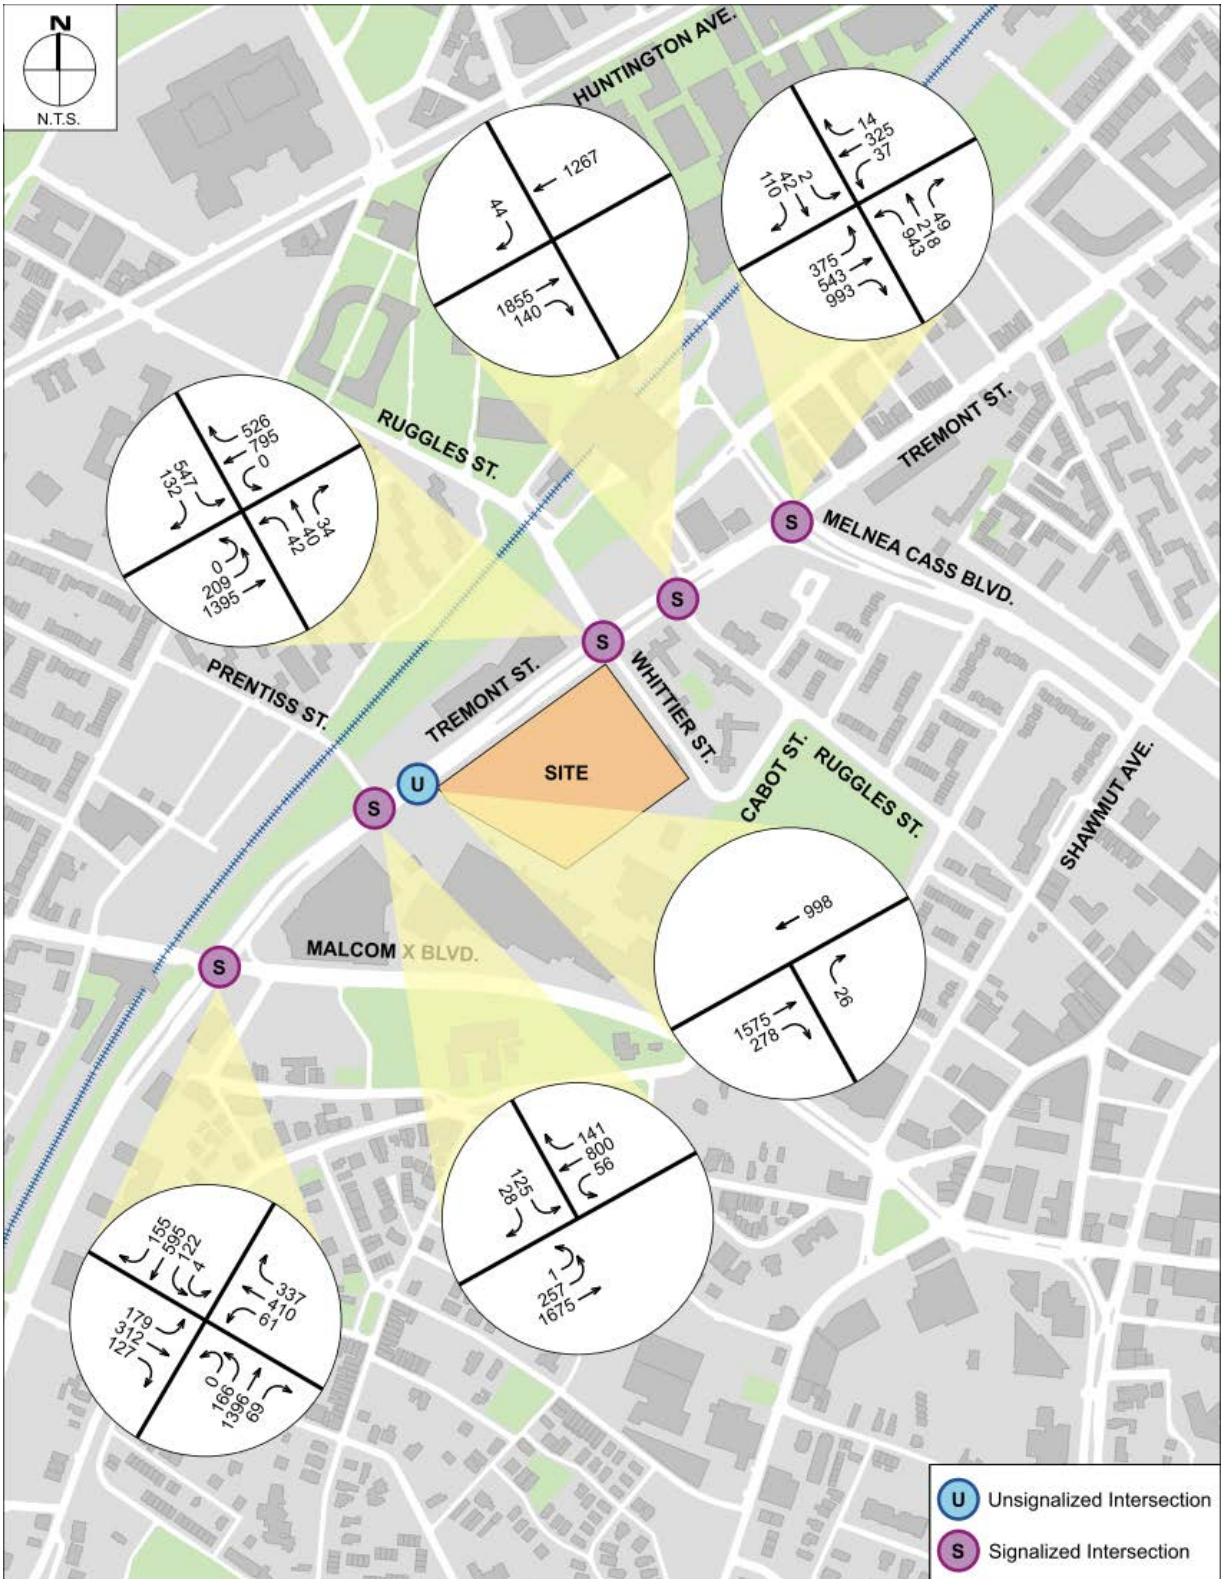 N
N.T.S.
HUNTINGTON AVE.
1267
44
1855
140
14
325
37
2
42
110
49
218
943
375
543
993
RUGGLES ST.
TREMONT ST.
526
795
0
547
132
34
40
42
0
209
1395
S
MELNEA CASS BLVD.
S
S
PRENTISS ST.
TREMONT ST.
WHITTIER ST.
SITE
U
S
CABOT ST.
RUGGLES ST.
SHAWMUT AVE.
998
26
1575
278
MALCOM X BLVD.
S
141
800
56
125
28
1
257
1675
155
595
122
4
337
410
61
179
312
127
0
166
1396
69
U Unsignalized Intersection
S Signalized Intersection